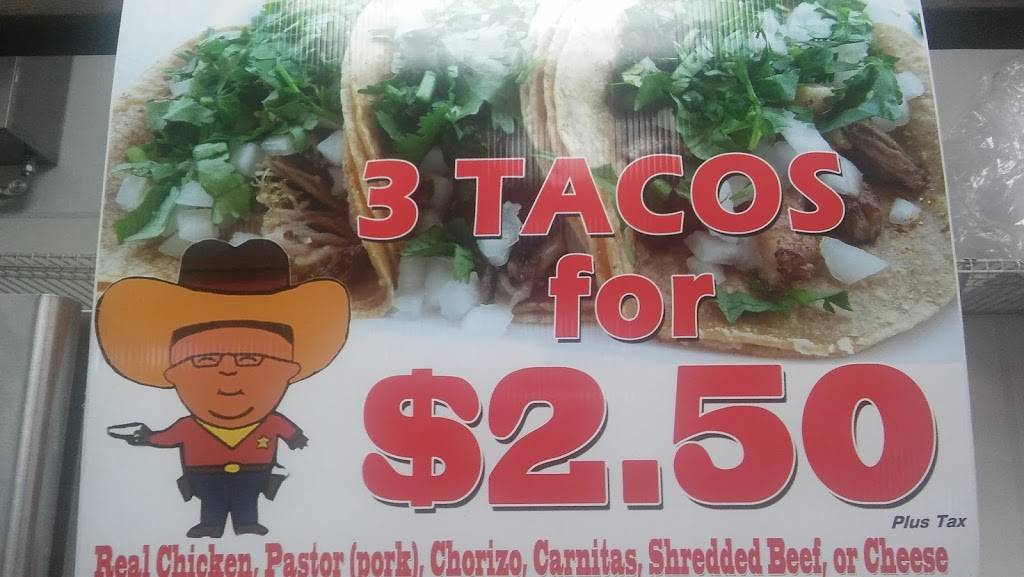 3 TACOS
for
$2.50
Plus Tax
Real Chicken, Pastor (pork), Chorizo, Carnitas, Shredded Beef, or Cheese